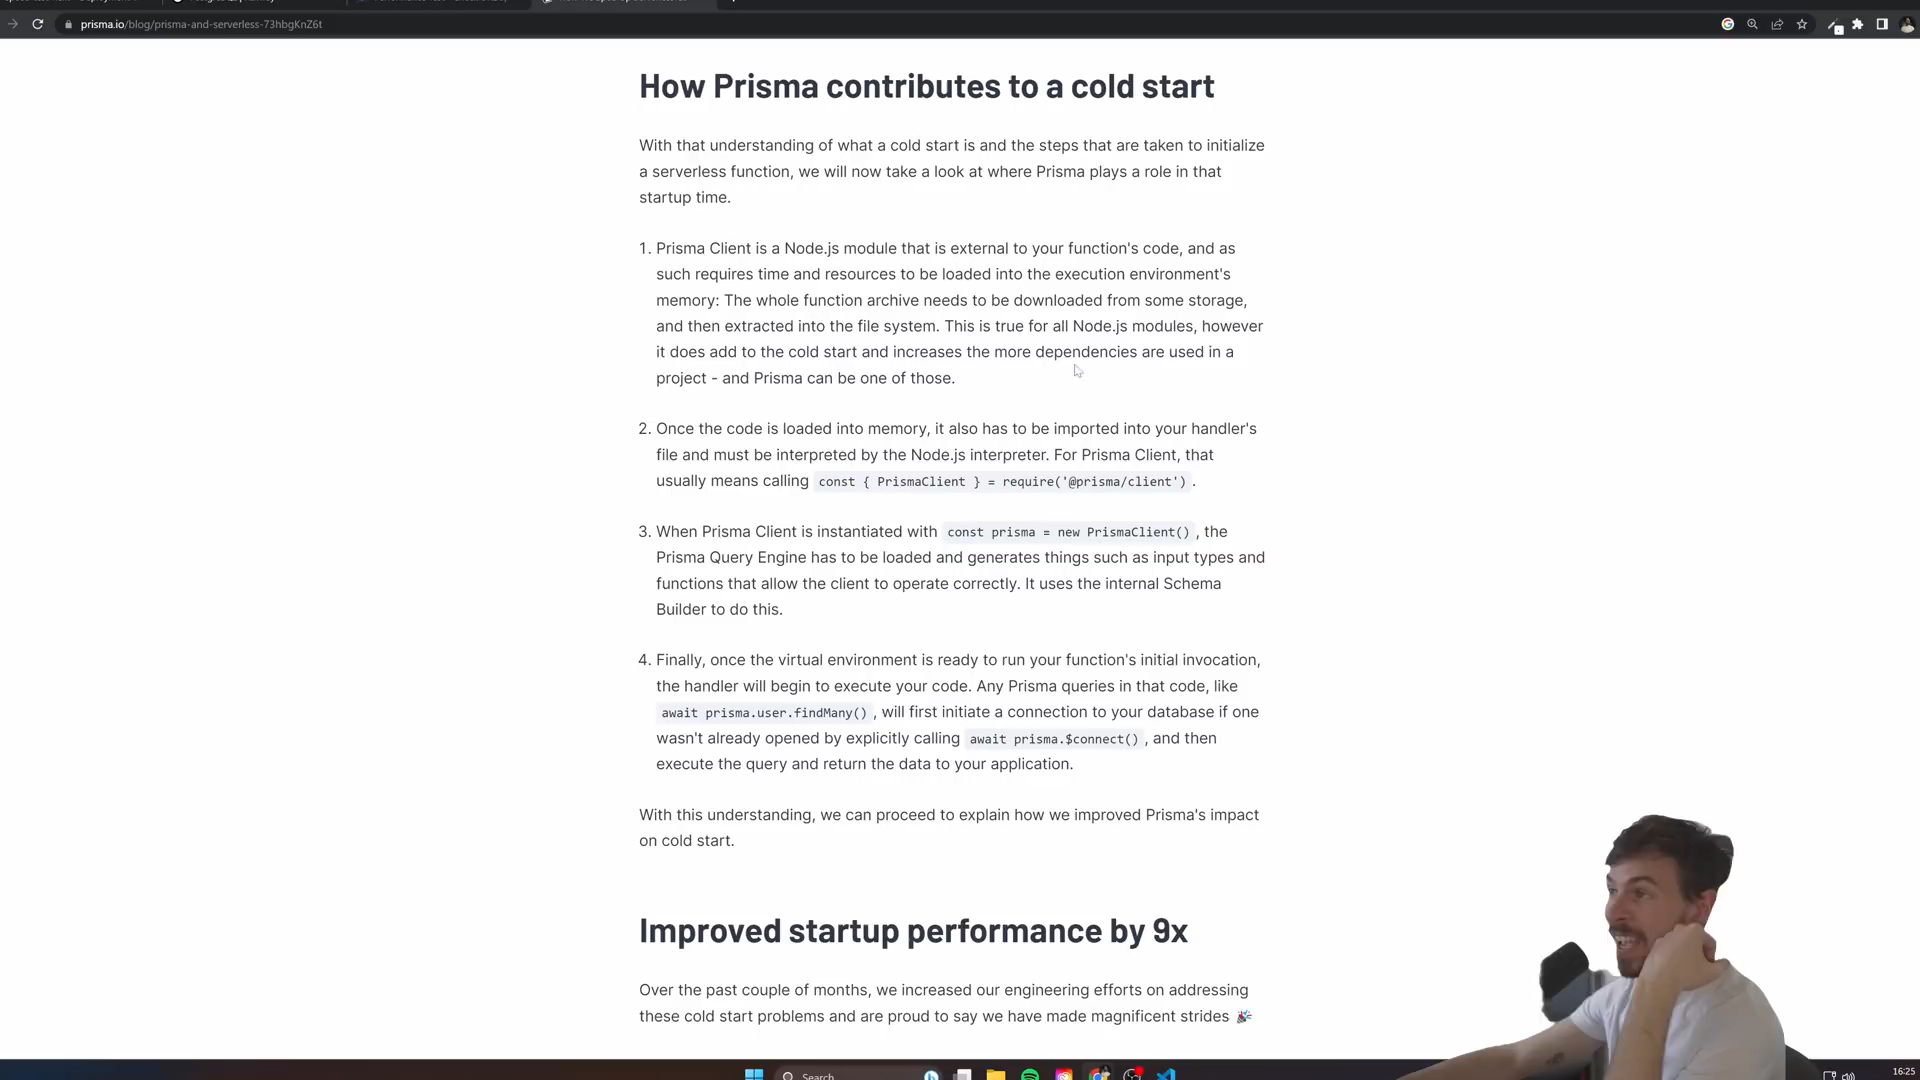 prisma.io/blog/prisma-and-serverless-73hbgKnZ6t
How Prisma contributes to a cold start
With that understanding of what a cold start is and the steps that are taken to initialize
a serverless function, we will now take a look at where Prisma plays a role in that
startup time.
1. Prisma Client is a Node.js module that is external to your function's code, and as
such requires time and resources to be loaded into the execution environment's
memory: The whole function archive needs to be downloaded from some storage,
and then extracted into the file system. This is true for all Node.js modules, however
it does add to the cold start and increases the more dependencies are used in a
project - and Prisma can be one of those.
2. Once the code is loaded into memory, it also has to be imported into your handler's
file and must be interpreted by the Node.js interpreter. For Prisma Client, that
usually means calling const { PrismaClient } = require('@prisma/client') .
3. When Prisma Client is instantiated with const prisma = new PrismaClient() , the
Prisma Query Engine has to be loaded and generates things such as input types and
functions that allow the client to operate correctly. It uses the internal Schema
Builder to do this.
4. Finally, once the virtual environment is ready to run your function's initial invocation,
the handler will begin to execute your code. Any Prisma queries in that code, like
await prisma.user.findMany() , will first initiate a connection to your database if one
wasn't already opened by explicitly calling await prisma.$connect() , and then
execute the query and return the data to your application.
With this understanding, we can proceed to explain how we improved Prisma's impact
on cold start.
Improved startup performance by 9x
Over the past couple of months, we increased our engineering efforts on addressing
these cold start problems and are proud to say we have made magnificent strides 🎉
Search
16:25